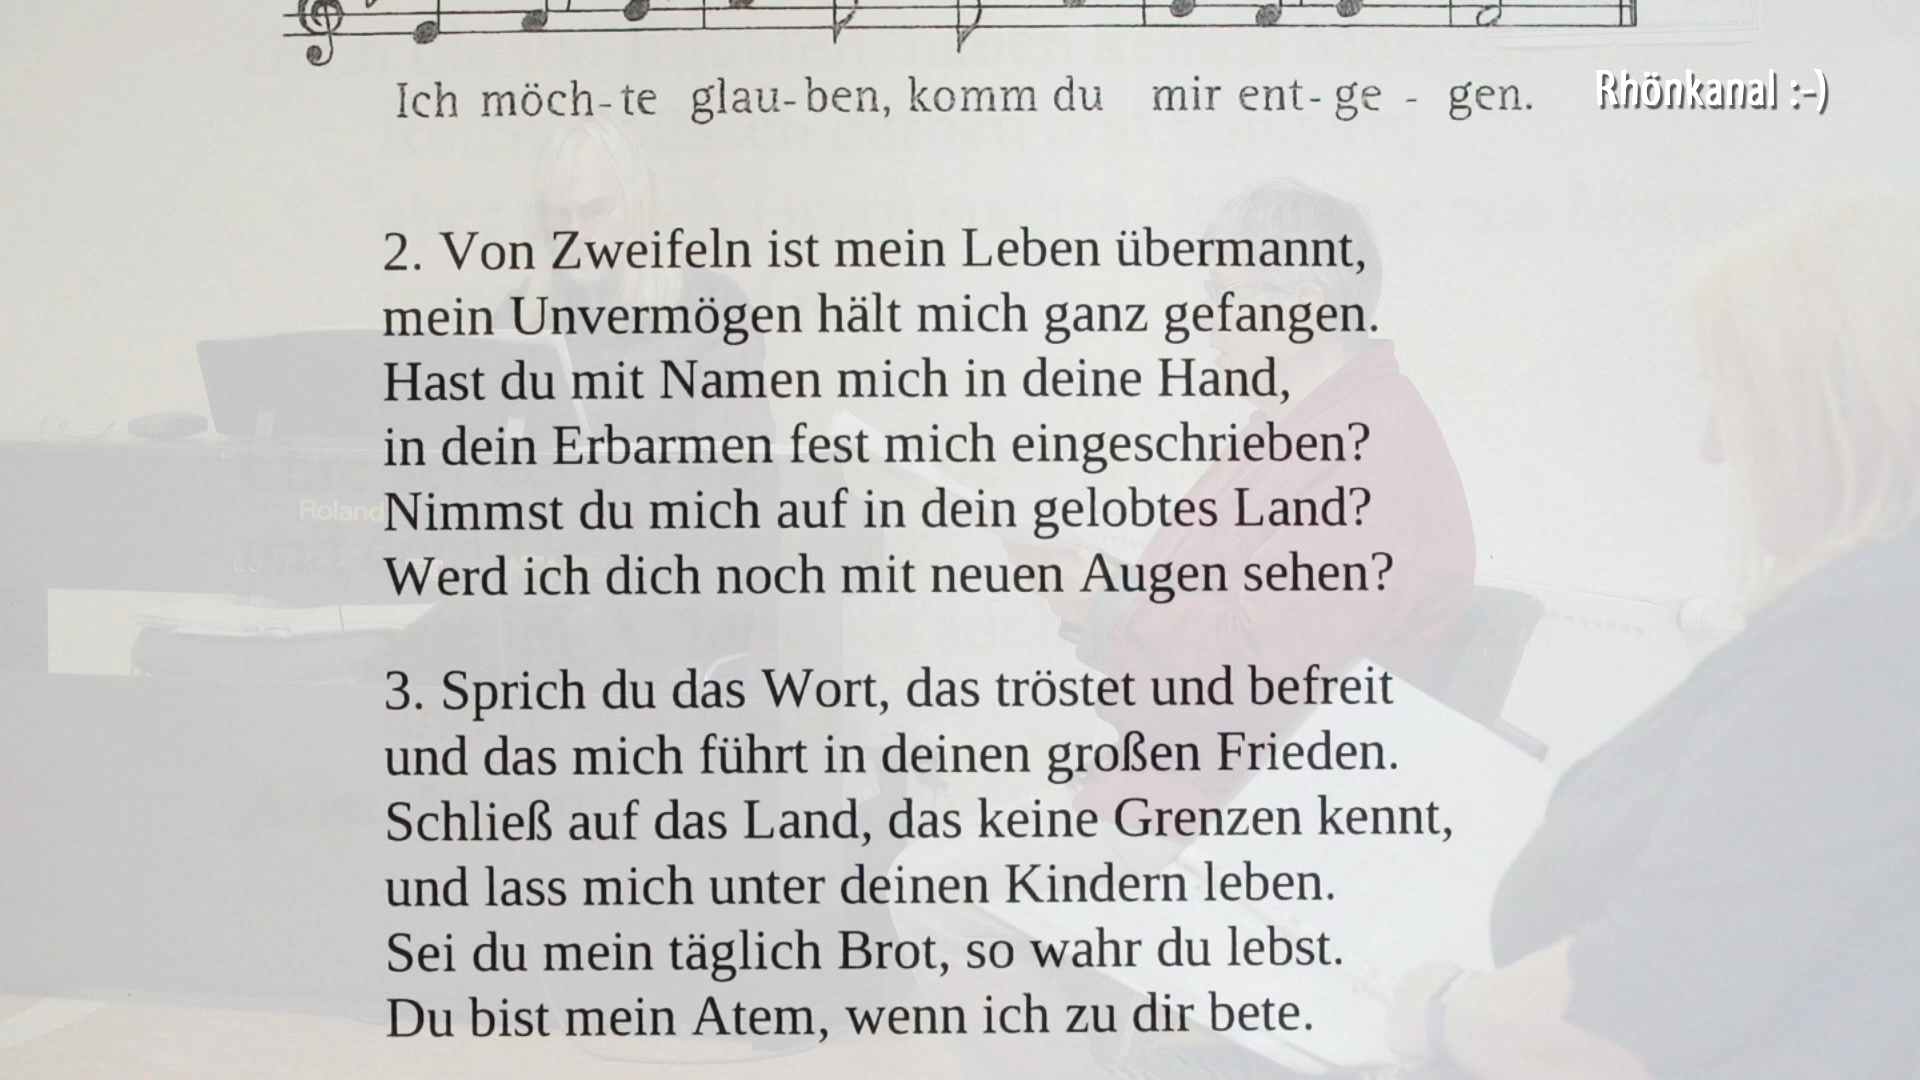 Ich möch-te glau-ben, komm du mir ent-ge - gen.
Rhönkanal :-)
2. Von Zweifeln ist mein Leben übermannt,
mein Unvermögen hält mich ganz gefangen.
Hast du mit Namen mich in deine Hand,
in dein Erbarmen fest mich eingeschrieben?
Roland
Nimmst du mich auf in dein gelobtes Land?
Werd ich dich noch mit neuen Augen sehen?
3. Sprich du das Wort, das tröstet und befreit
und das mich führt in deinen großen Frieden.
Schließ auf das Land, das keine Grenzen kennt,
und lass mich unter deinen Kindern leben.
Sei du mein täglich Brot, so wahr du lebst.
Du bist mein Atem, wenn ich zu dir bete.